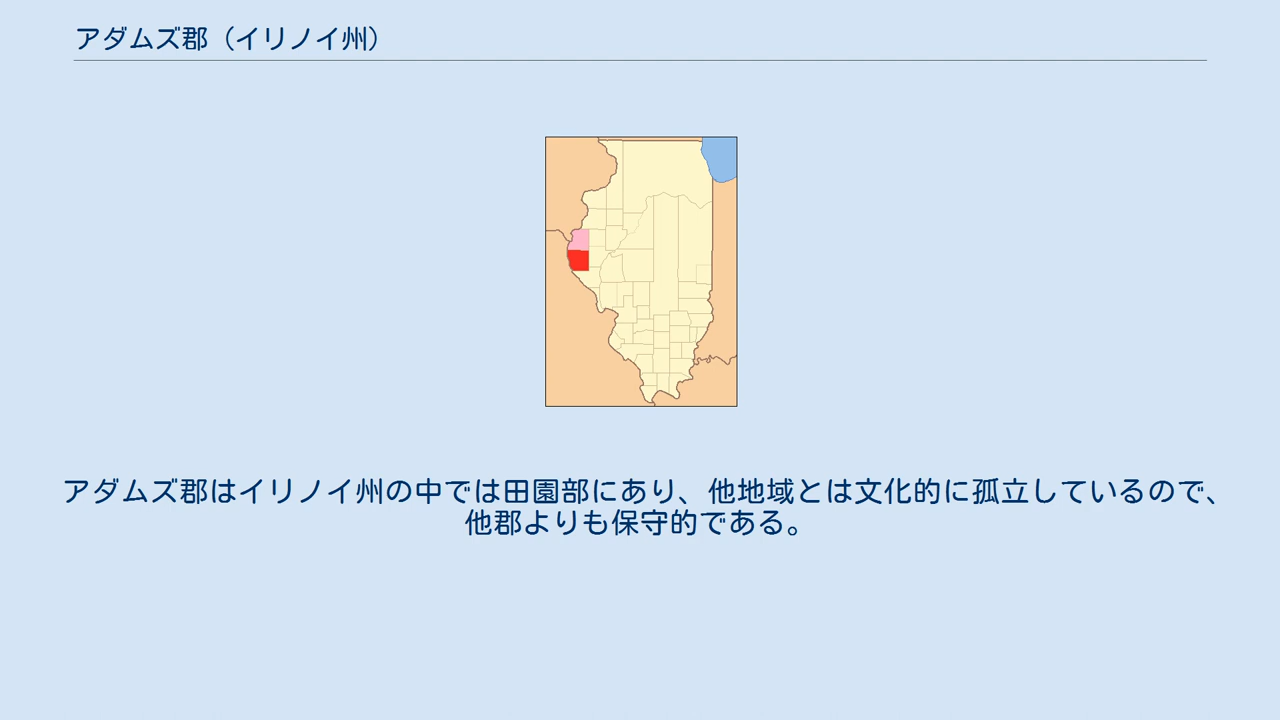 アダムズ郡（イリノイ州）
アダムズ郡はイリノイ州の中では田園部にあり、他地域とは文化的に孤立しているので、
他郡よりも保守的である。